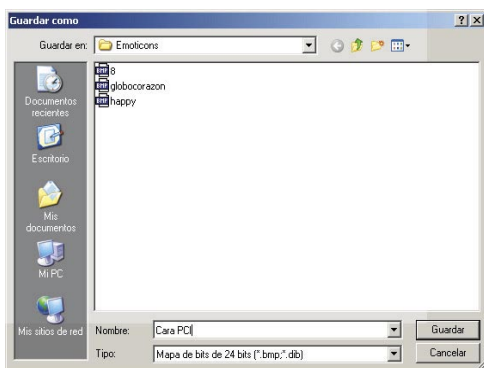 Guardar como
Guardar en:
Emoticons
8
globocorazon
happy
Documentos
recientes
Escritorio
Mis
documentos
Mi PC
Mis sitios de red
Nombre:
Cara PCI
Guardar
Tipo:
Mapa de bits de 24 bits (*.bmp;*.dib)
Cancelar